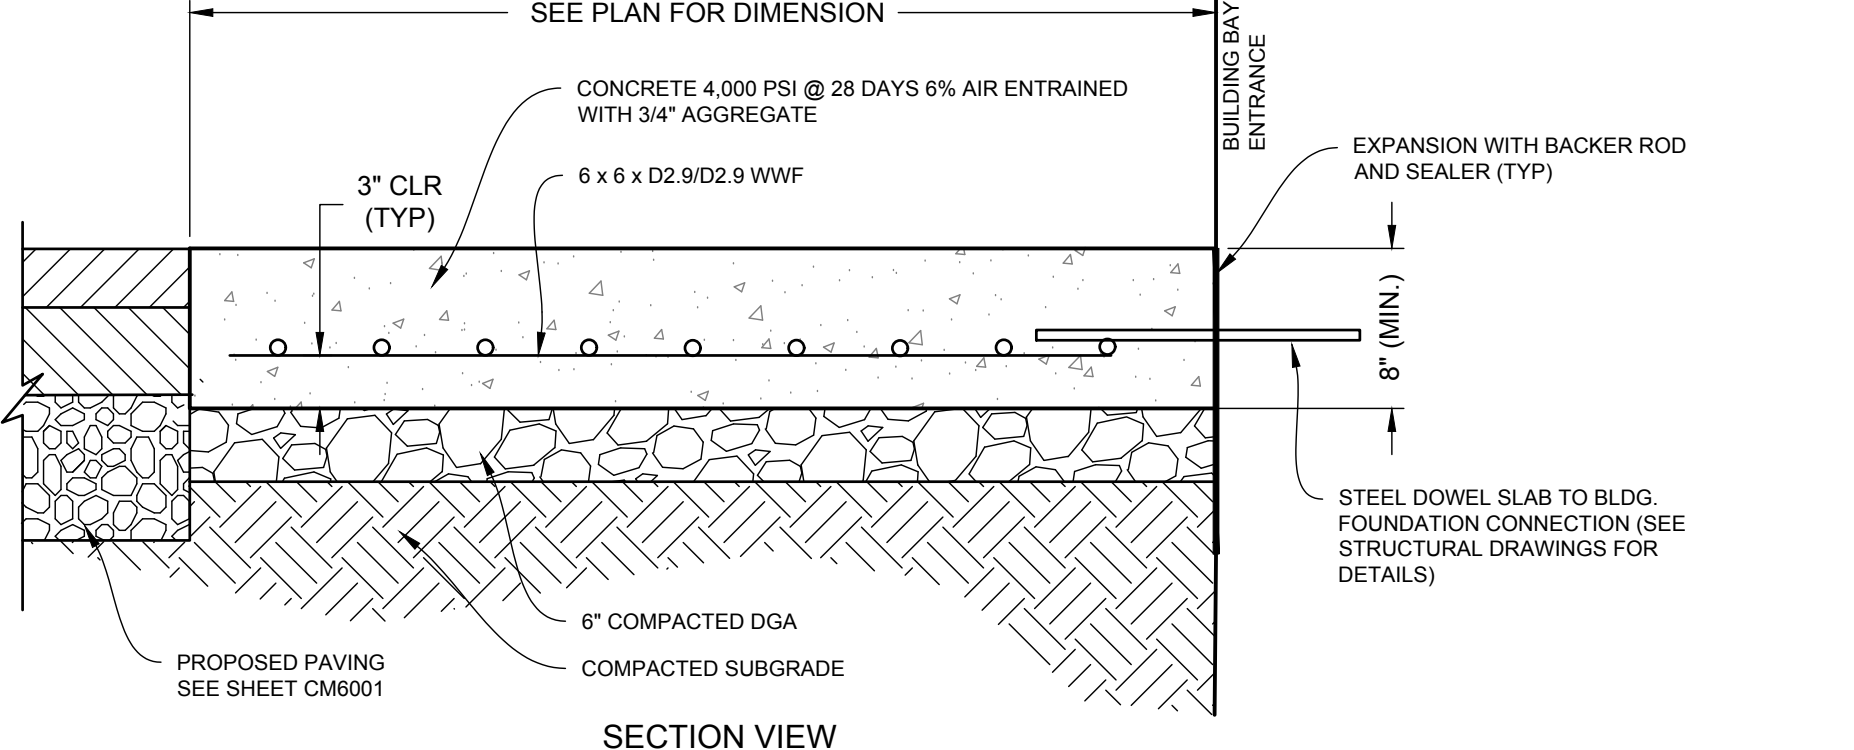 SEE PLAN FOR DIMENSION
BUILDING BAY
ENTRANCE
CONCRETE 4,000 PSI @ 28 DAYS 6% AIR ENTRAINED
WITH 3/4" AGGREGATE
EXPANSION WITH BACKER ROD
AND SEALER (TYP)
6 x 6 x D2.9/D2.9 WWF
3" CLR
(TYP)
8" (MIN.)
STEEL DOWEL SLAB TO BLDG.
FOUNDATION CONNECTION (SEE
STRUCTURAL DRAWINGS FOR
DETAILS)
6" COMPACTED DGA
COMPACTED SUBGRADE
PROPOSED PAVING
SEE SHEET CM6001
SECTION VIEW